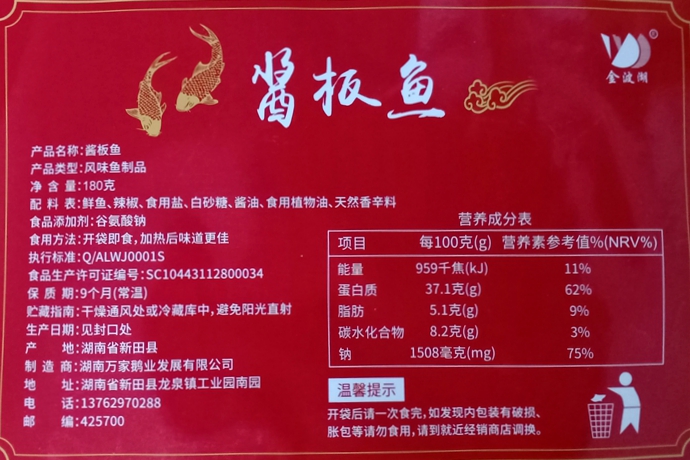 酱板鱼
金波湖
®
产品名称:酱板鱼
产品类型:风味鱼制品
净 含 量:180克
配 料 表:鲜鱼、辣椒、食用盐、白砂糖、酱油、食用植物油、天然香辛料
食品添加剂:谷氨酸钠
食用方法:开袋即食,加热后味道更佳
执行标准:Q/ALWJ0001S
食品生产许可证编号:SC10443112800034
保 质 期:9个月(常温)
贮藏指南:干燥通风处或冷藏库中,避免阳光直射
生产日期:见封口处
产 地:湖南省新田县
制 造 商:湖南万家鹅业发展有限公司
地 址:湖南省新田县龙泉镇工业园南园
电 话:13762970288
邮 编:425700
营养成分表
项目 每100克(g) 营养素参考值%(NRV%)
能量 959千焦(kJ) 11%
蛋白质 37.1克(g) 62%
脂肪 5.1克(g) 9%
碳水化合物 8.2克(g) 3%
钠 1508毫克(mg) 75%
温馨提示
开袋后请一次食完,如发现内包装有破损、
胀包等请勿食用,请到就近经销商店调换。